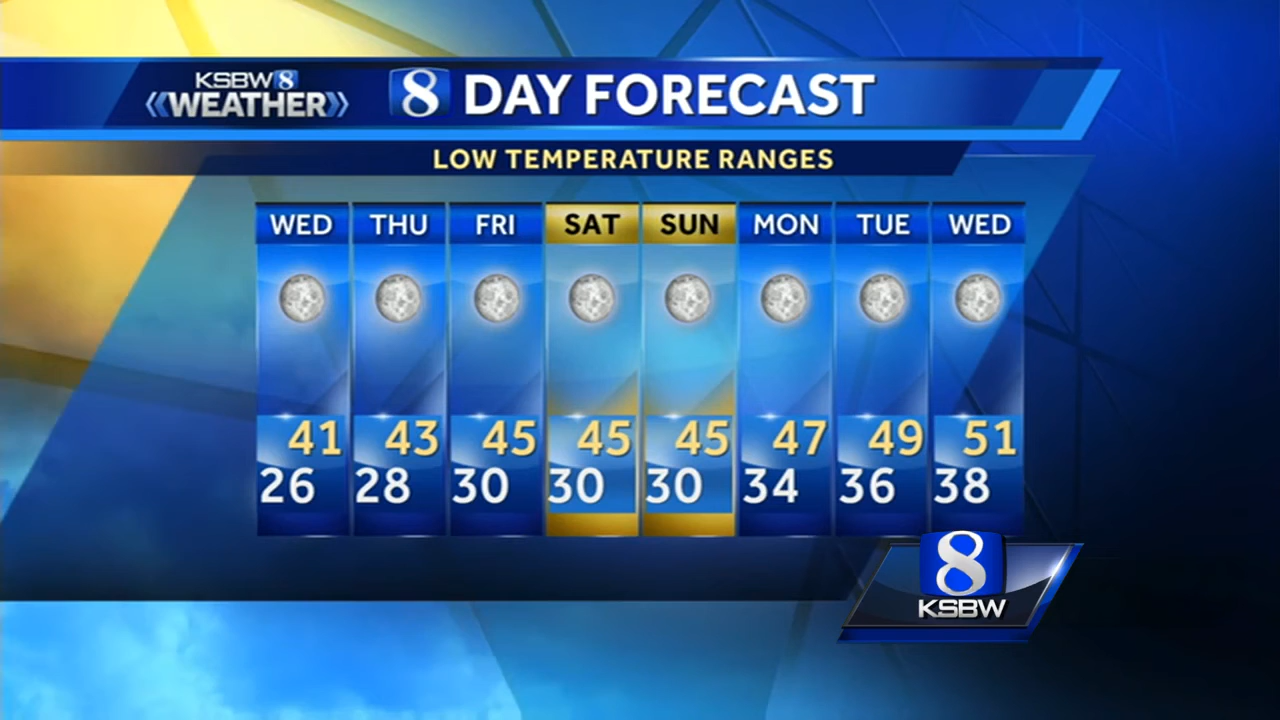 KSBW 8
WEATHER
8 DAY FORECAST
LOW TEMPERATURE RANGES
WED THU FRI SAT SUN MON TUE WED
41 43 45 45 45 47 49 51
26 28 30 30 30 34 36 38
8
KSBW